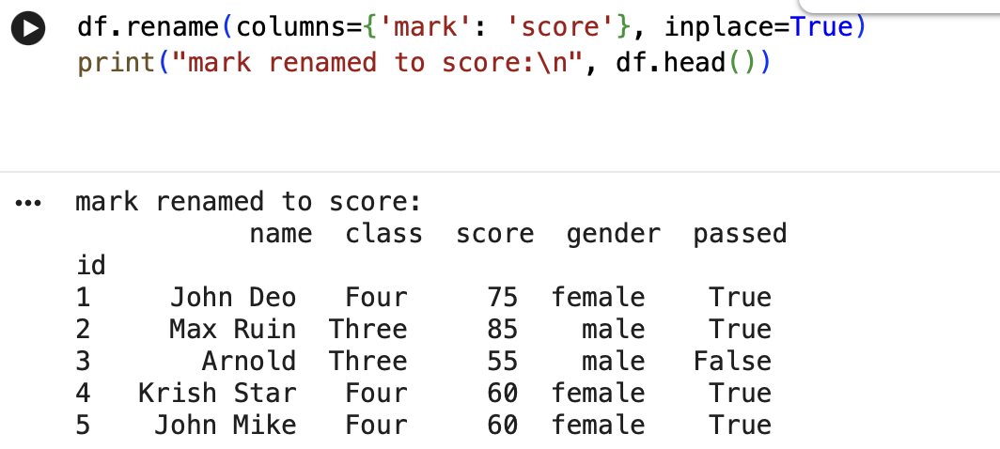 df.rename(columns={'mark': 'score'}, inplace=True)
print("mark renamed to score:\n", df.head())
mark renamed to score:
name class score gender passed
id
1 John Deo Four 75 female True
2 Max Ruin Three 85 male True
3 Arnold Three 55 male False
4 Krish Star Four 60 female True
5 John Mike Four 60 female True